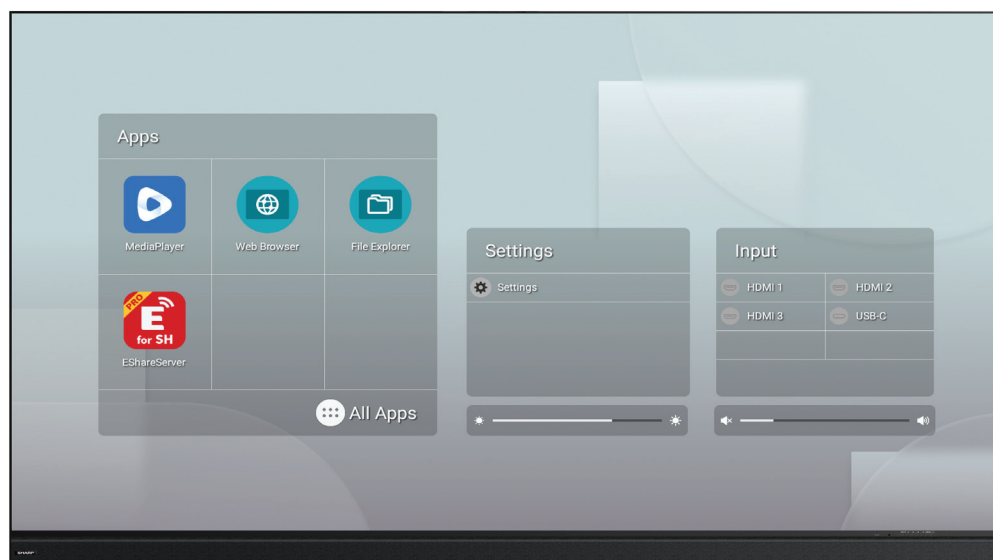 Apps
MediaPlayer
Web Browser
File Explorer
PRO
E
for SH
EShareServer
All Apps
Settings
Settings
Input
HDMI 1
HDMI 2
HDMI 3
USB-C
SHARP